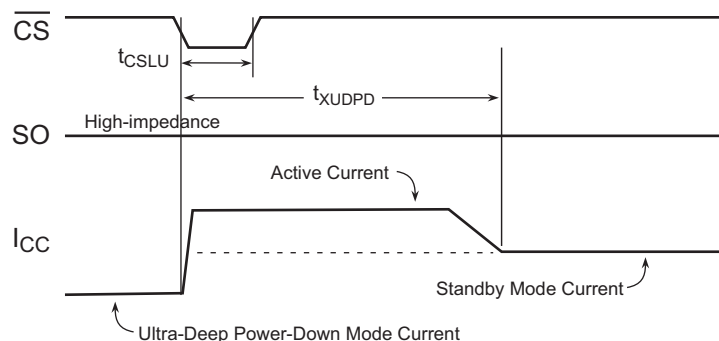 CS
tCSLU
tXUDPD
High-impedance
SO
Active Current
ICC
Standby Mode Current
Ultra-Deep Power-Down Mode Current